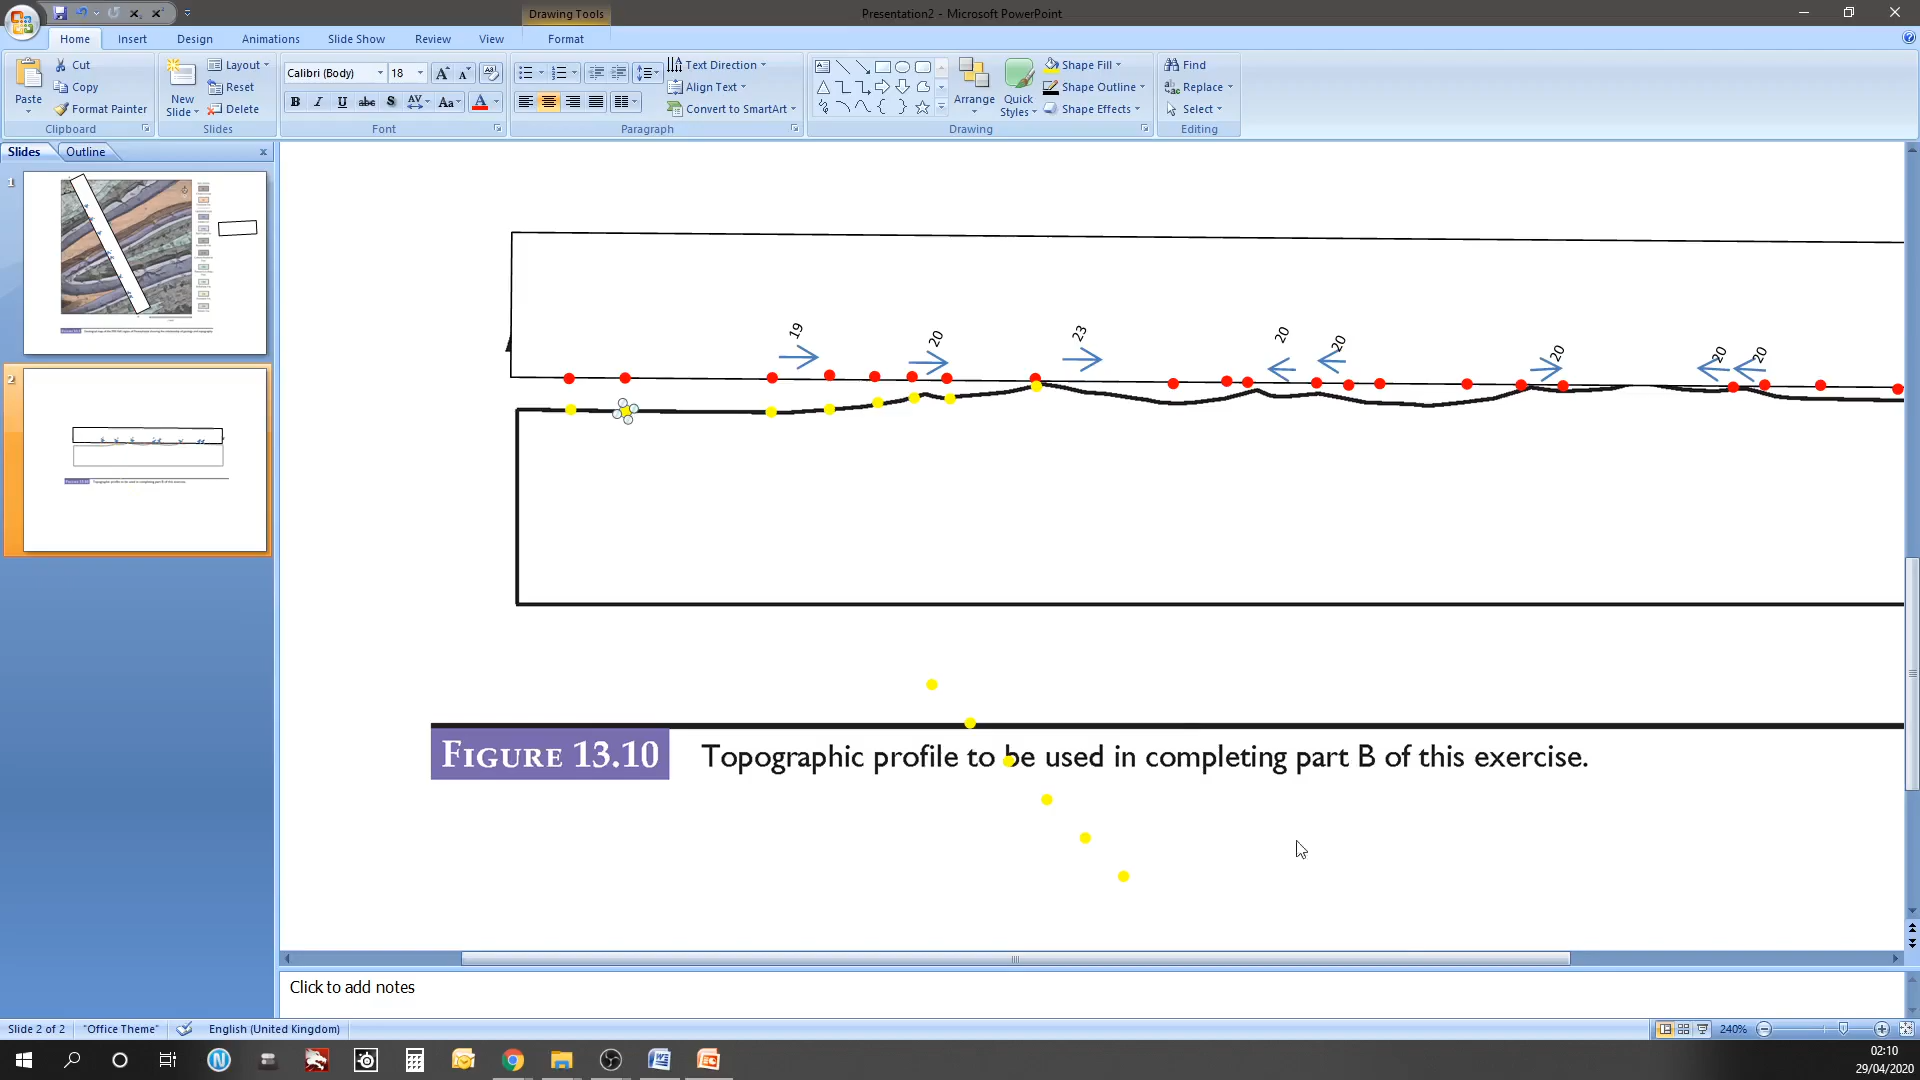 Drawing Tools
Presentation2 - Microsoft PowerPoint
Home Insert Design Animations Slide Show Review View Format
Paste
Cut
Copy
Format Painter
Clipboard
New Slide
Layout
Reset
Delete
Slides
Calibri (Body) 18
B I U abc S AV Aa A
Font
Text Direction
Align Text
Convert to SmartArt
Paragraph
Arrange
Quick Styles
Shape Fill
Shape Outline
Shape Effects
Drawing
Find
Replace
Select
Editing
Slides Outline x
1
2
19 20 23 20 20 20 20 20
FIGURE 13.10 Topographic profile to be used in completing part B of this exercise.
Click to add notes
Slide 2 of 2 "Office Theme" English (United Kingdom) 240%
02:10
29/04/2020